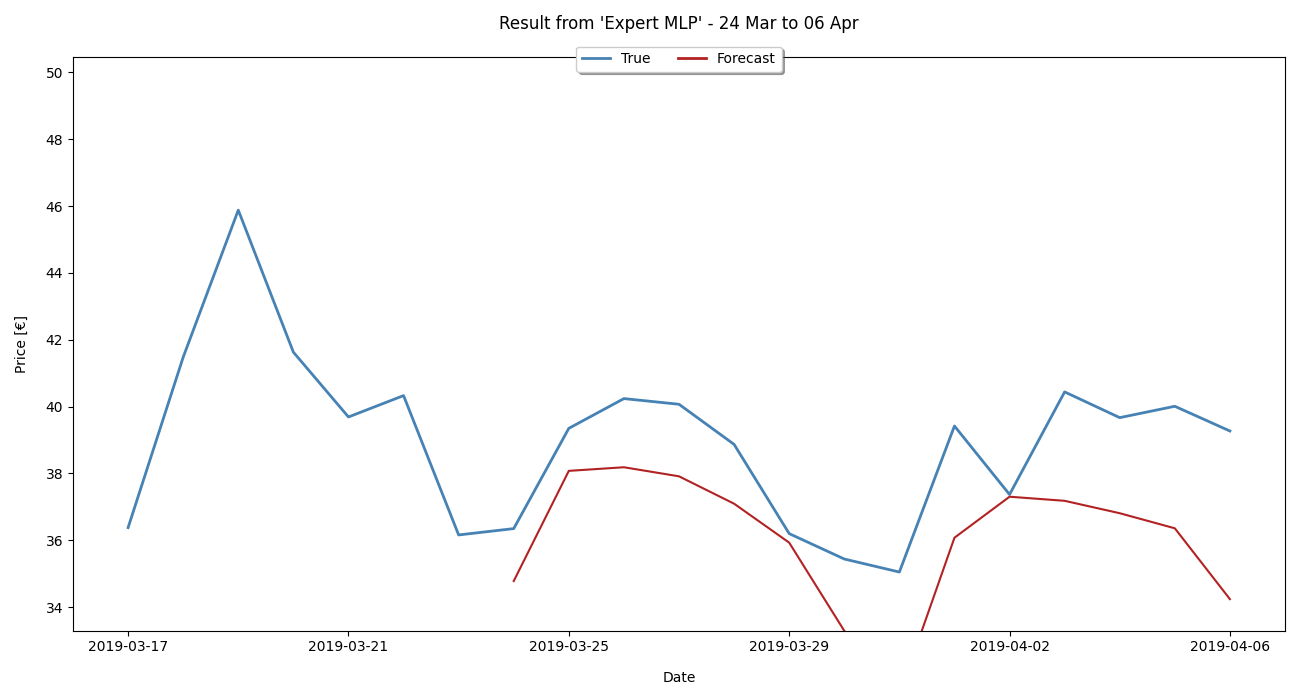 Result from 'Expert MLP' - 24 Mar to 06 Apr
True Forecast
50
48
46
44
42
40
38
36
34
Price [€]
2019-03-17 2019-03-21 2019-03-25 2019-03-29 2019-04-02 2019-04-06
Date